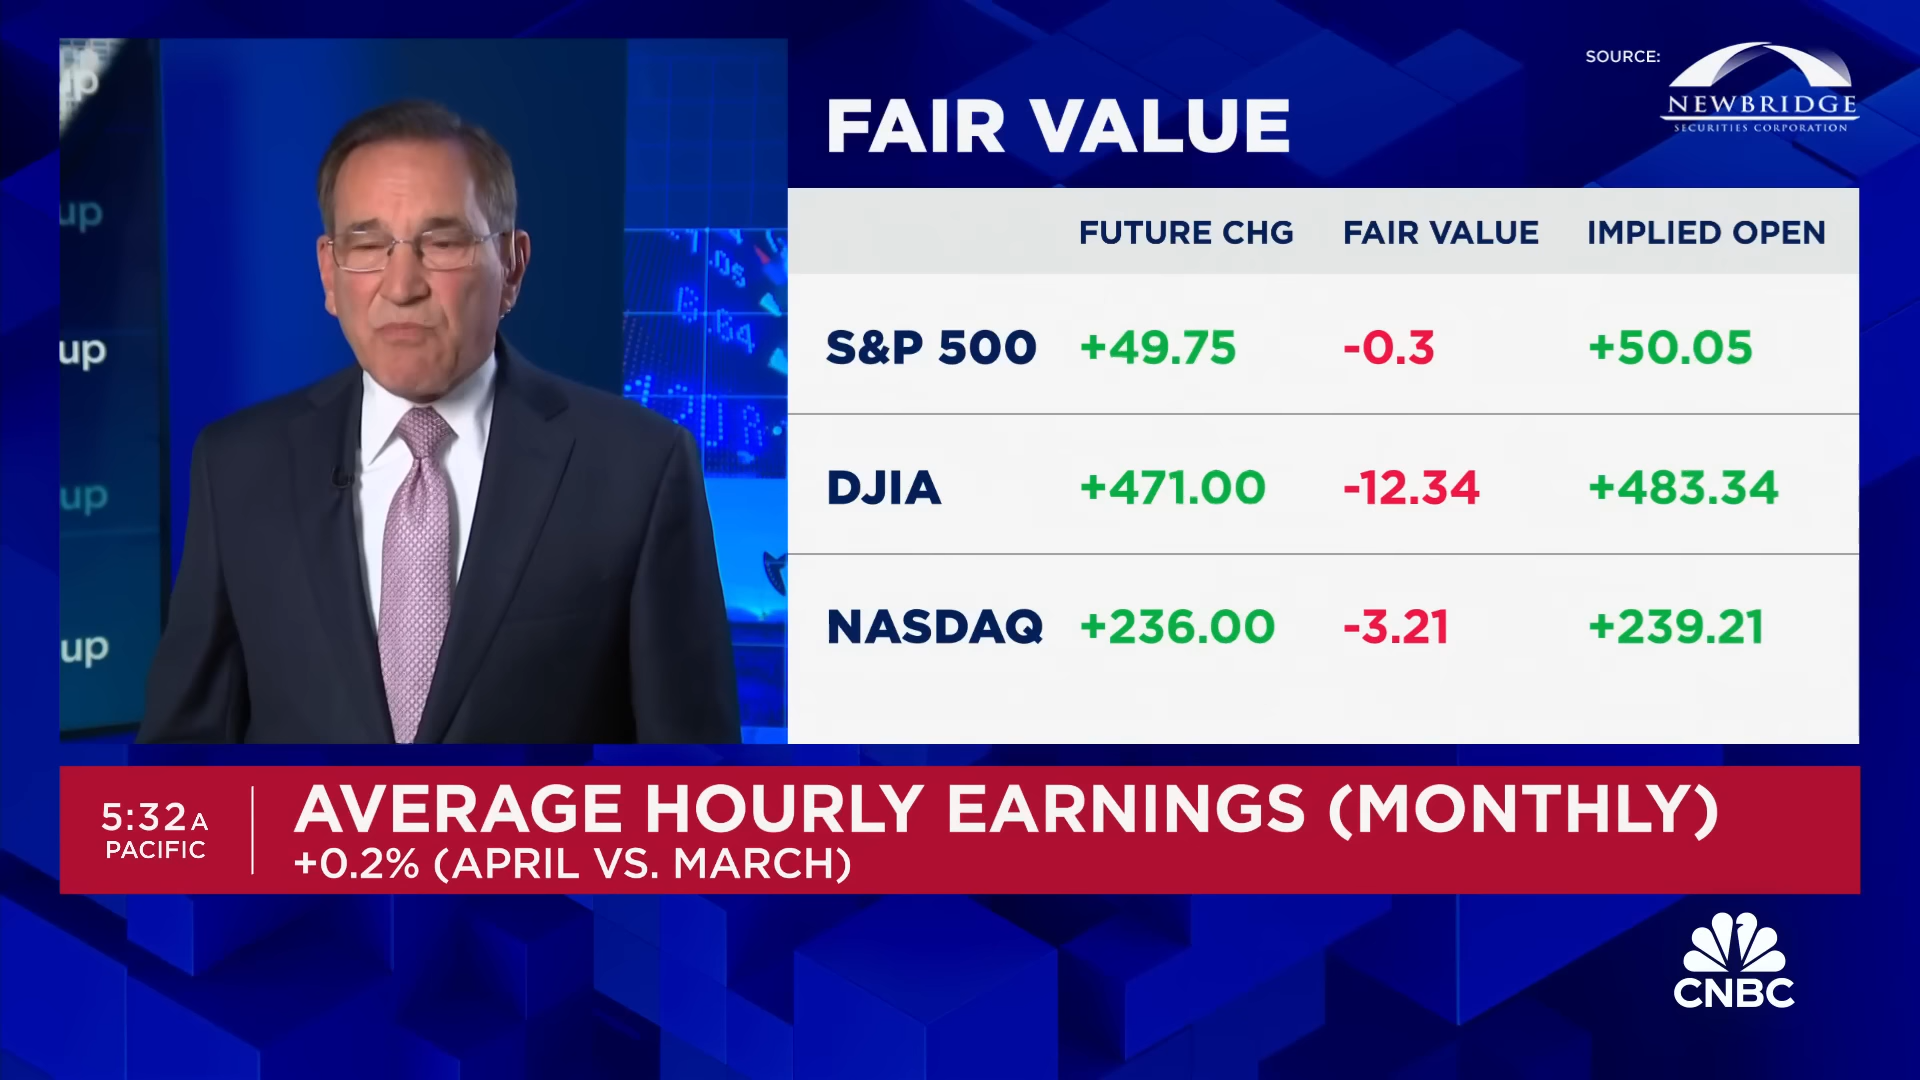 up
up
up
up
up
SOURCE:
NEWBRIDGE
SECURITIES CORPORATION
FAIR VALUE
FUTURE CHG FAIR VALUE IMPLIED OPEN
S&P 500 +49.75 -0.3 +50.05
DJIA +471.00 -12.34 +483.34
NASDAQ +236.00 -3.21 +239.21
5:32A
PACIFIC
AVERAGE HOURLY EARNINGS (MONTHLY)
+0.2% (APRIL VS. MARCH)
CNBC